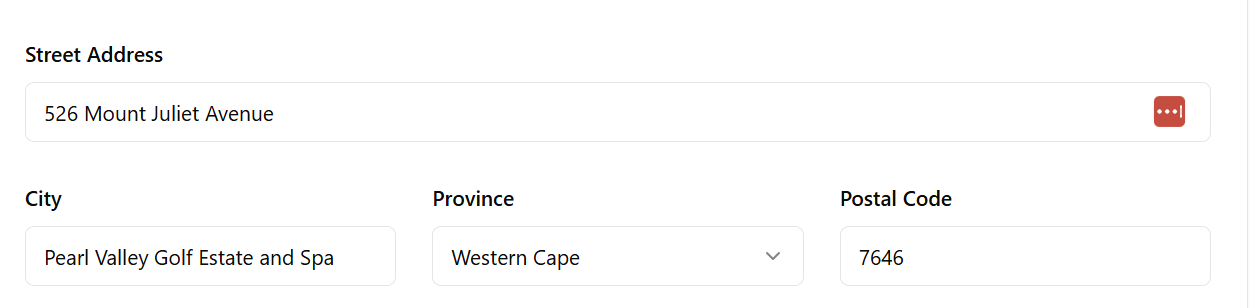 Street Address
526 Mount Juliet Avenue
City
Province
Postal Code
Pearl Valley Golf Estate and Spa
Western Cape
7646